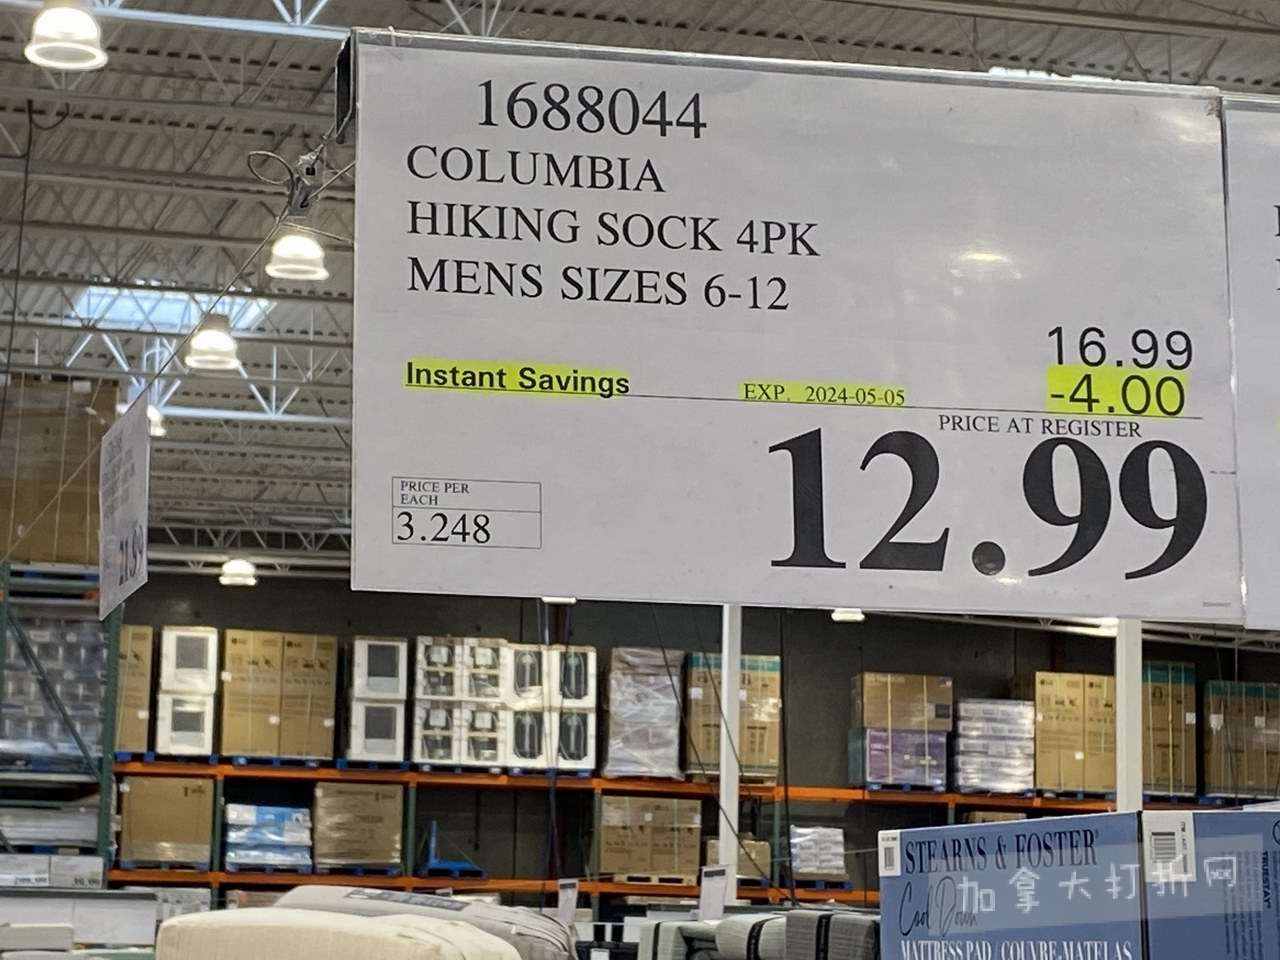 1688044
COLUMBIA
HIKING SOCK 4PK
MENS SIZES 6-12
16.99
Instant Savings
EXP. 2024-05-05
-4.00
PRICE AT REGISTER
12.99
PRICE PER
EACH
3.248
STEARNS & FOSTER
Cool Down
MATTRESS PAD / COUVRE-MATELAS
加拿大打折网